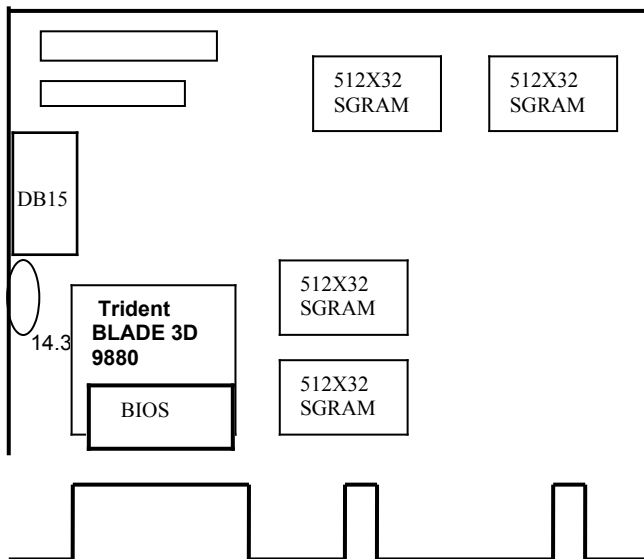 512X32
SGRAM
512X32
SGRAM
DB15
512X32
SGRAM
14.3
Trident
BLADE 3D
9880
512X32
SGRAM
BIOS